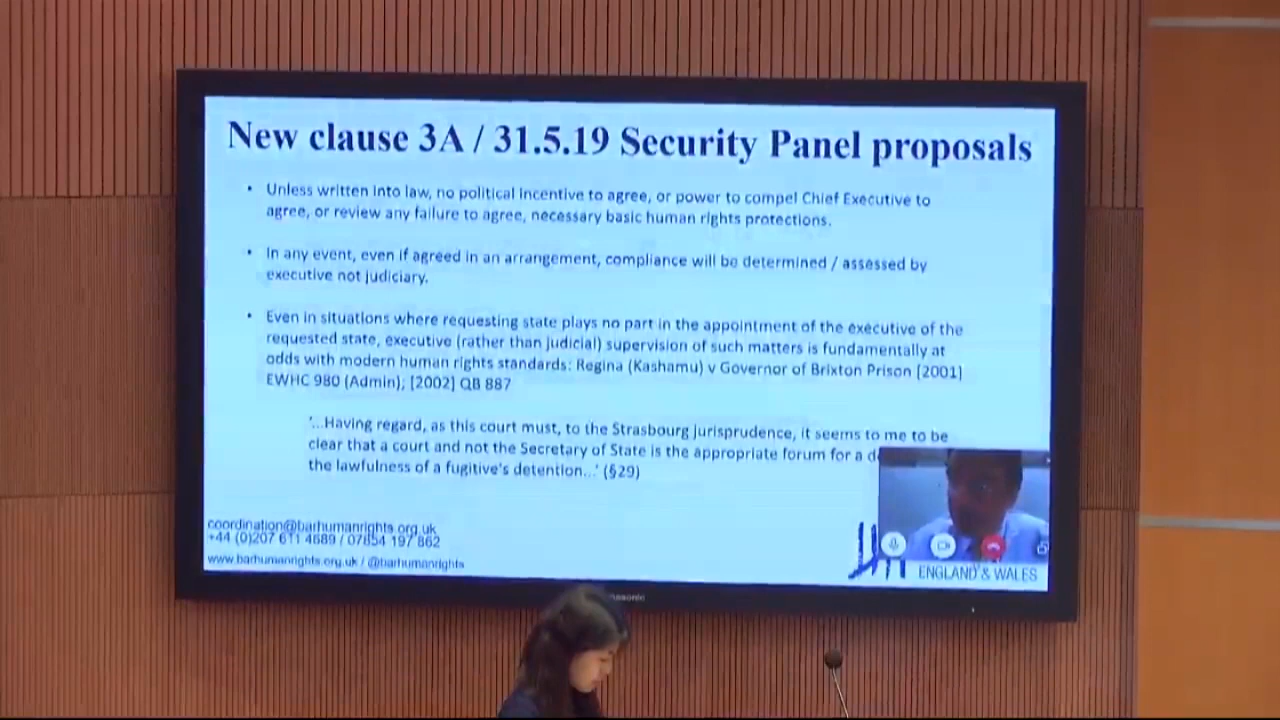 New clause 3A / 31.5.19 Security Panel proposals
• Unless written into law, no political incentive to agree, or power to compel Chief Executive to
agree, or review any failure to agree, necessary basic human rights protections.
• In any event, even if agreed in an arrangement, compliance will be determined / assessed by
executive not judiciary.
• Even in situations where requesting state plays no part in the appointment of the executive of the
requested state, executive (rather than judicial) supervision of such matters is fundamentally at
odds with modern human rights standards: Regina (Kashamu) v Governor of Brixton Prison [2001]
EWHC 980 (Admin); [2002] QB 887
'...Having regard, as this court must, to the Strasbourg jurisprudence, it seems to me to be
clear that a court and not the Secretary of State is the appropriate forum for a d
the lawfulness of a fugitive's detention...' (§29)
coordination@barhumanrights.org.uk
+44 (0)207 611 4689 / 07854 197 862
www.barhumanrights.org.uk / @barhumanrights
ENGLAND & WALES
Panasonic